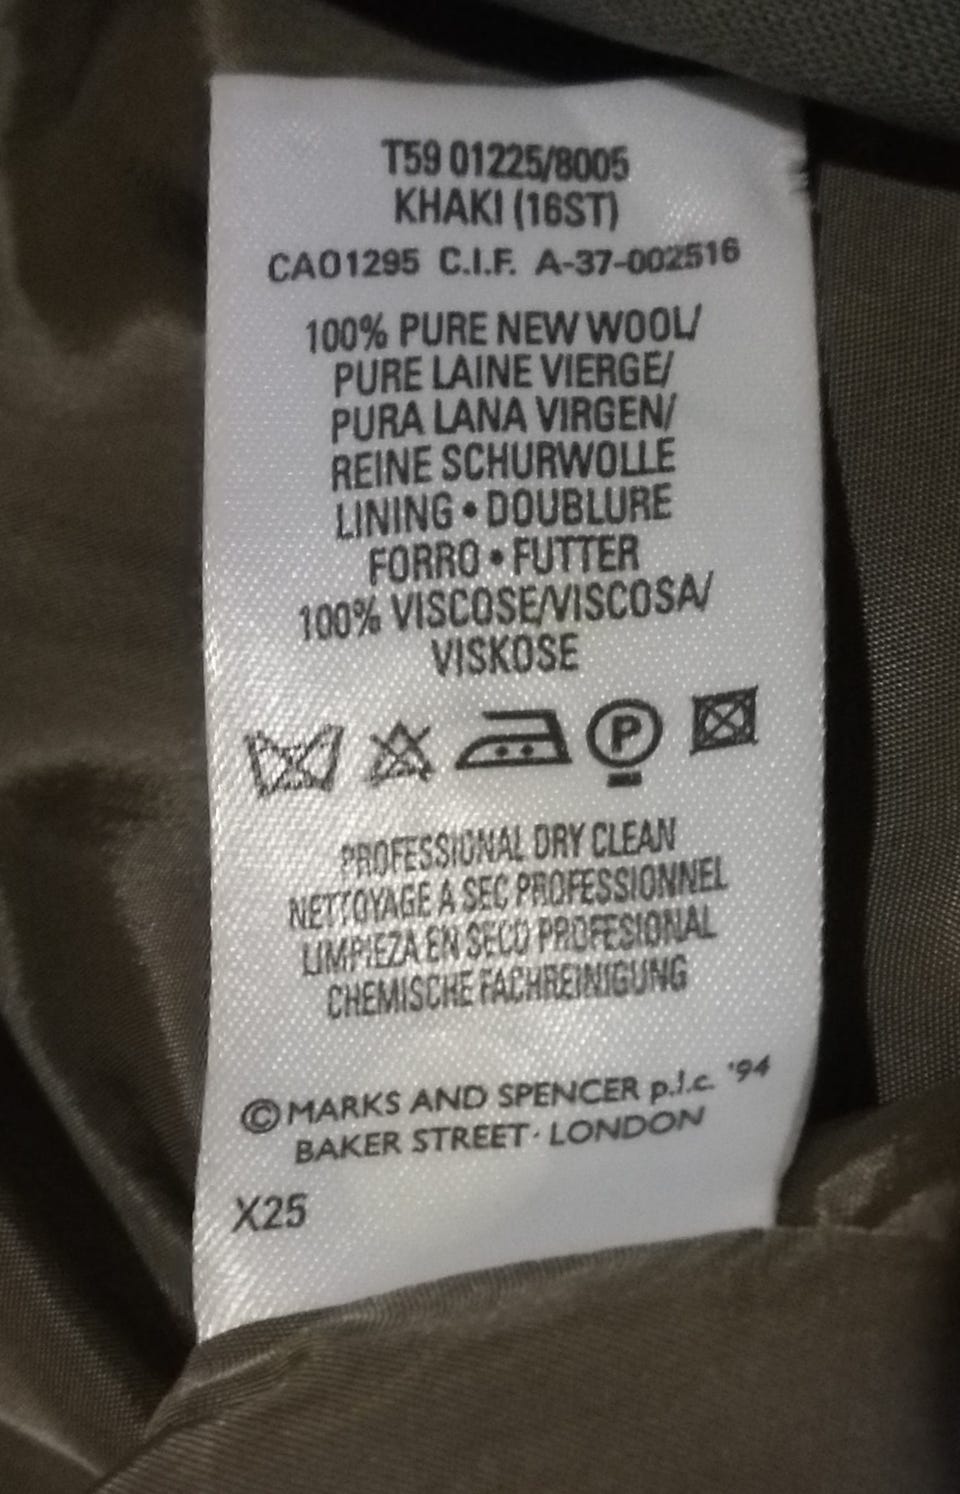 T59 01225/8005
KHAKI (16ST)
CA01295 C.I.F. A-37-002516
100% PURE NEW WOOL/
PURE LAINE VIERGE/
PURA LANA VIRGEN/
REINE SCHURWOLLE
LINING • DOUBLURE
FORRO • FUTTER
100% VISCOSE/VISCOSA/
VISKOSE
P
PROFESSIONAL DRY CLEAN
NETTOYAGE A SEC PROFESSIONNEL
LIMPIEZA EN SECO PROFESIONAL
CHEMISCHE FACHREINIGUNG
© MARKS AND SPENCER p.l.c. '94
BAKER STREET · LONDON
X25